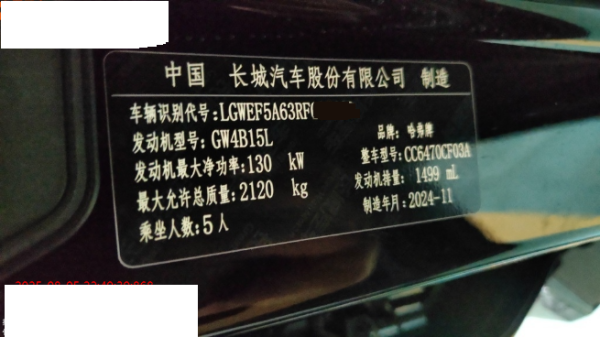 中国 长城汽车股份有限公司 制造
车辆识别代号:LGWEF5A63RF
发动机型号:GW4B15L
品牌:哈弗牌
发动机最大净功率:130 kW
整车型号:CC6470CF03A
最大允许总质量:2120 kg
发动机排量:1499 mL
乘坐人数:5人
制造年月:2024-11